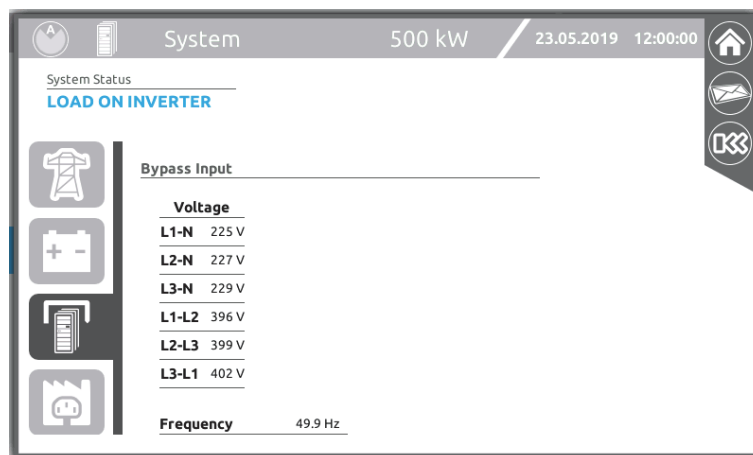 A System 500 kW 23.05.2019 12:00:00
System Status
LOAD ON INVERTER
Bypass Input
Voltage
L1-N 225 V
L2-N 227 V
L3-N 229 V
L1-L2 396 V
L2-L3 399 V
L3-L1 402 V
Frequency 49.9 Hz